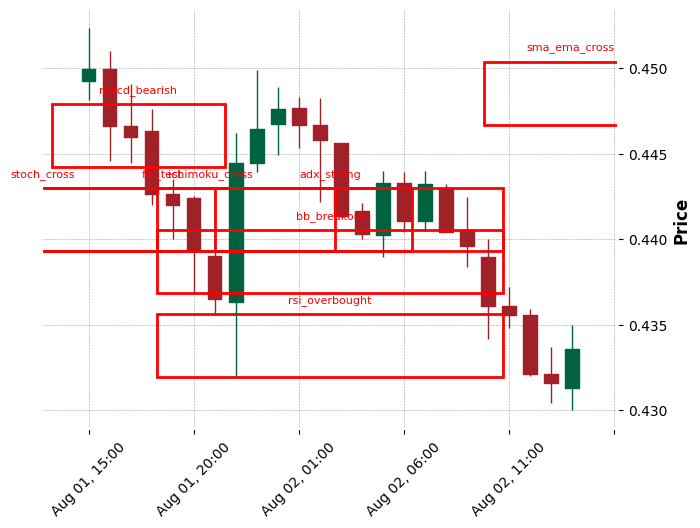 sma_ema_cross
0.450
macd_bearish
0.445
stoch_cross
ichimoku_cross
adx_strong
Price
bb_breakout
0.440
rsi_overbought
0.435
0.430
Aug 01, 15:00
Aug 01, 20:00
Aug 02, 01:00
Aug 02, 06:00
Aug 02, 11:00